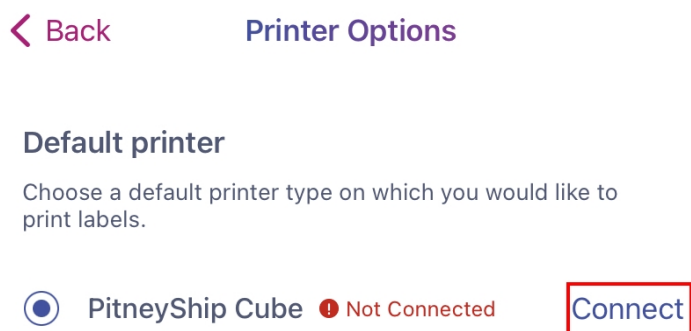 Back
Printer Options
Default printer
Choose a default printer type on which you would like to
print labels.
PitneyShip Cube ! Not Connected Connect